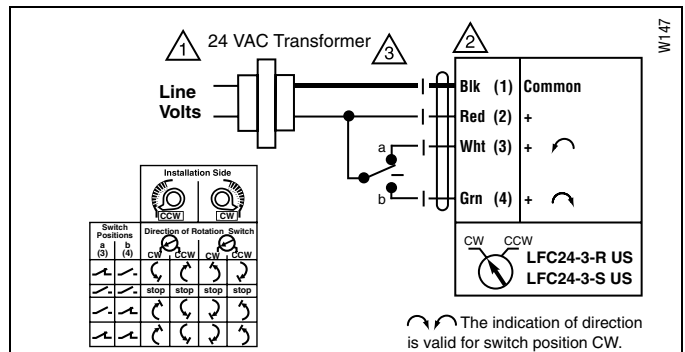 W147
1
24 VAC Transformer
3
2
Line
Volts
Blk (1) Common
Red (2) +
a Wht (3) +
b Grn (4) +
Installation Side
CCW CW
Switch
Positions
a b
(3) (4)
Direction of Rotation Switch
CW CCW CW CCW
stop stop stop stop
CW CCW
LFC24-3-R US
LFC24-3-S US
The indication of direction
is valid for switch position CW.